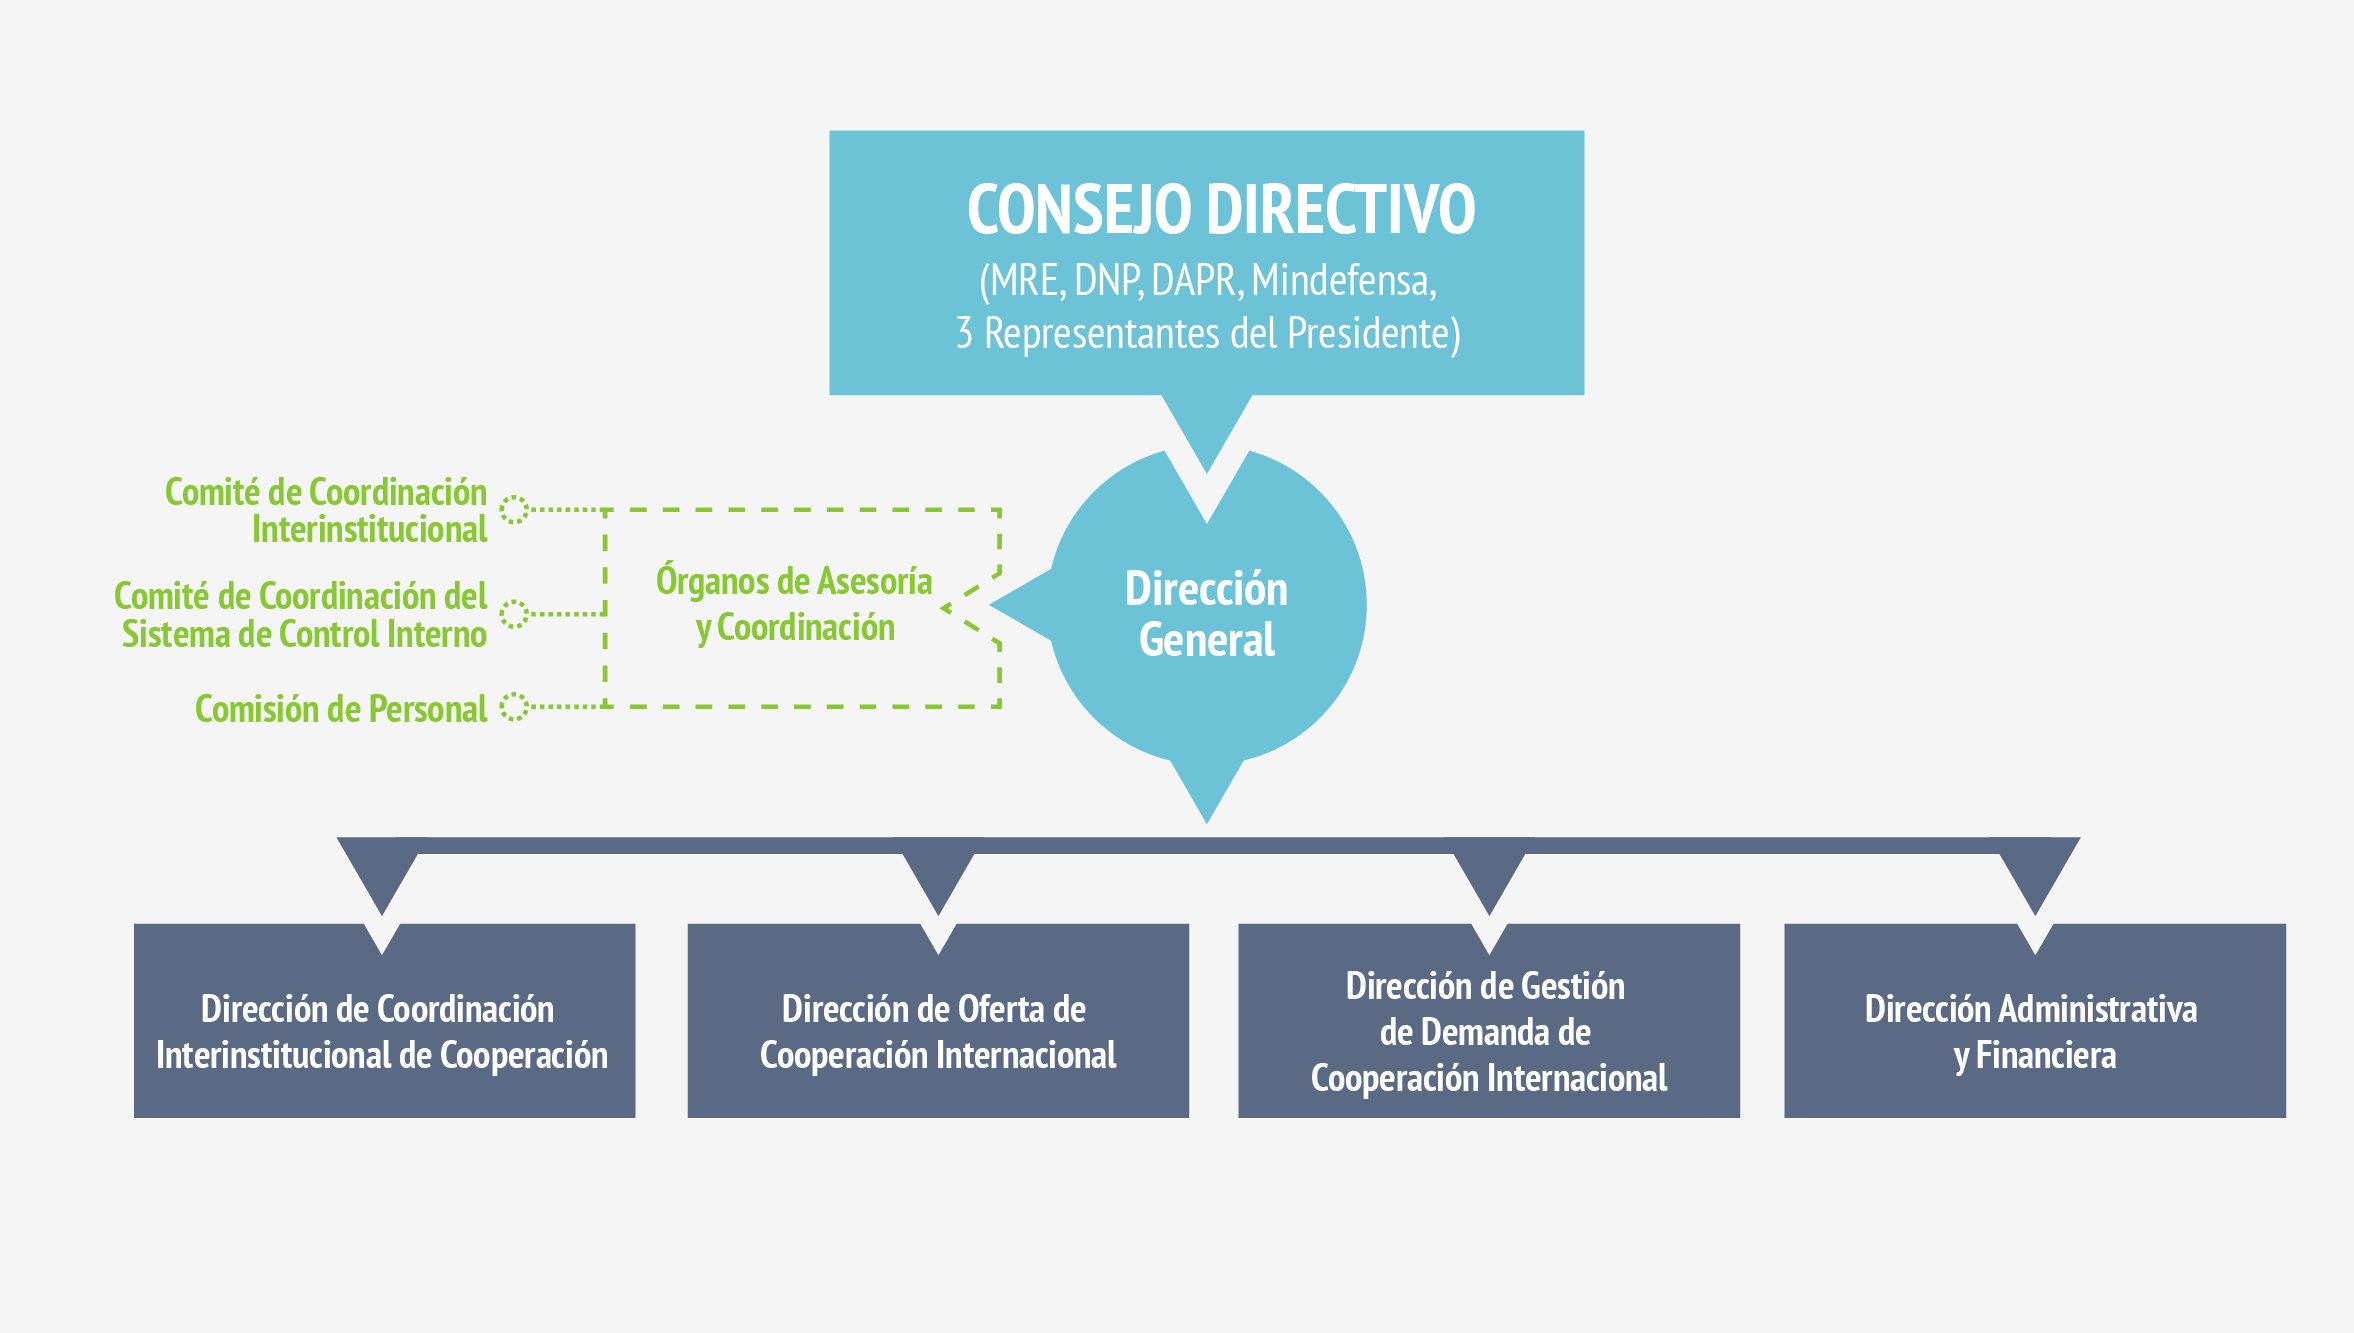 CONSEJO DIRECTIVO
(MRE, DNP, DAPR, Mindefensa,
3 Representantes del Presidente)
Comité de Coordinación
Interinstitucional
Comité de Coordinación del
Sistema de Control Interno
Comisión de Personal
Órganos de Asesoría
y Coordinación
Dirección
General
Dirección de Coordinación
Interinstitucional de Cooperación
Dirección de Oferta de
Cooperación Internacional
Dirección de Gestión
de Demanda de
Cooperación Internacional
Dirección Administrativa
y Financiera